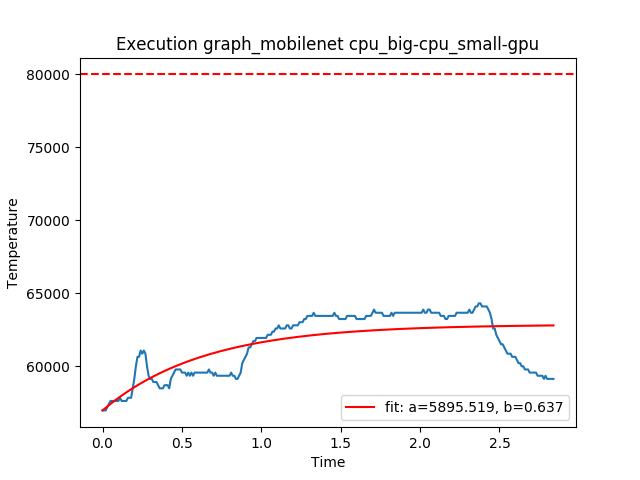 Execution graph_mobilenet cpu_big-cpu_small-gpu
80000
75000
70000
65000
60000
Temperature
fit: a=5895.519, b=0.637
0.0 0.5 1.0 1.5 2.0 2.5
Time